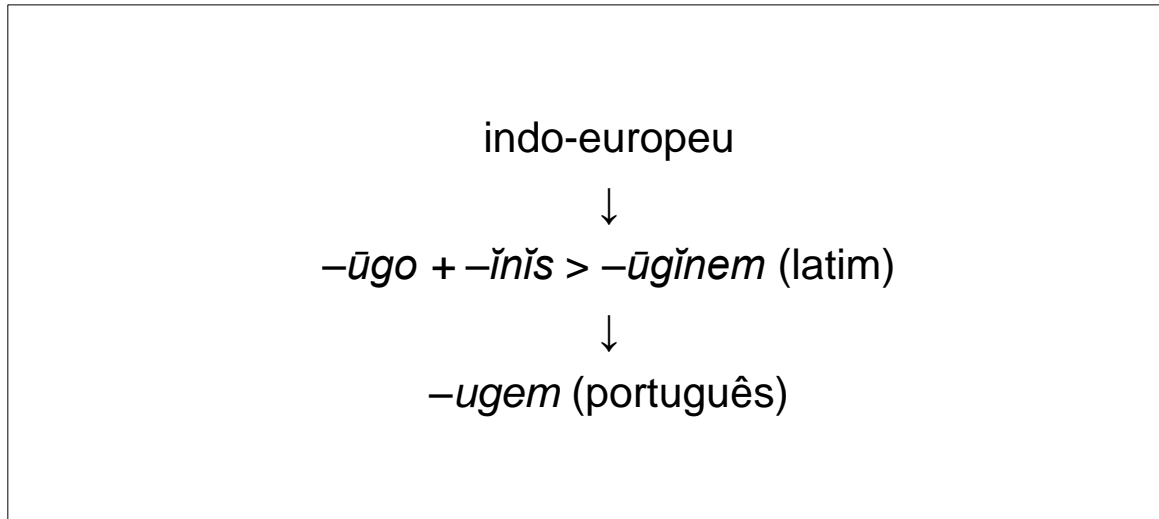 indo-europeu
↓
–ūgo + –ĭnĭs > –ūgĭnem (latim)
↓
–ugem (português)